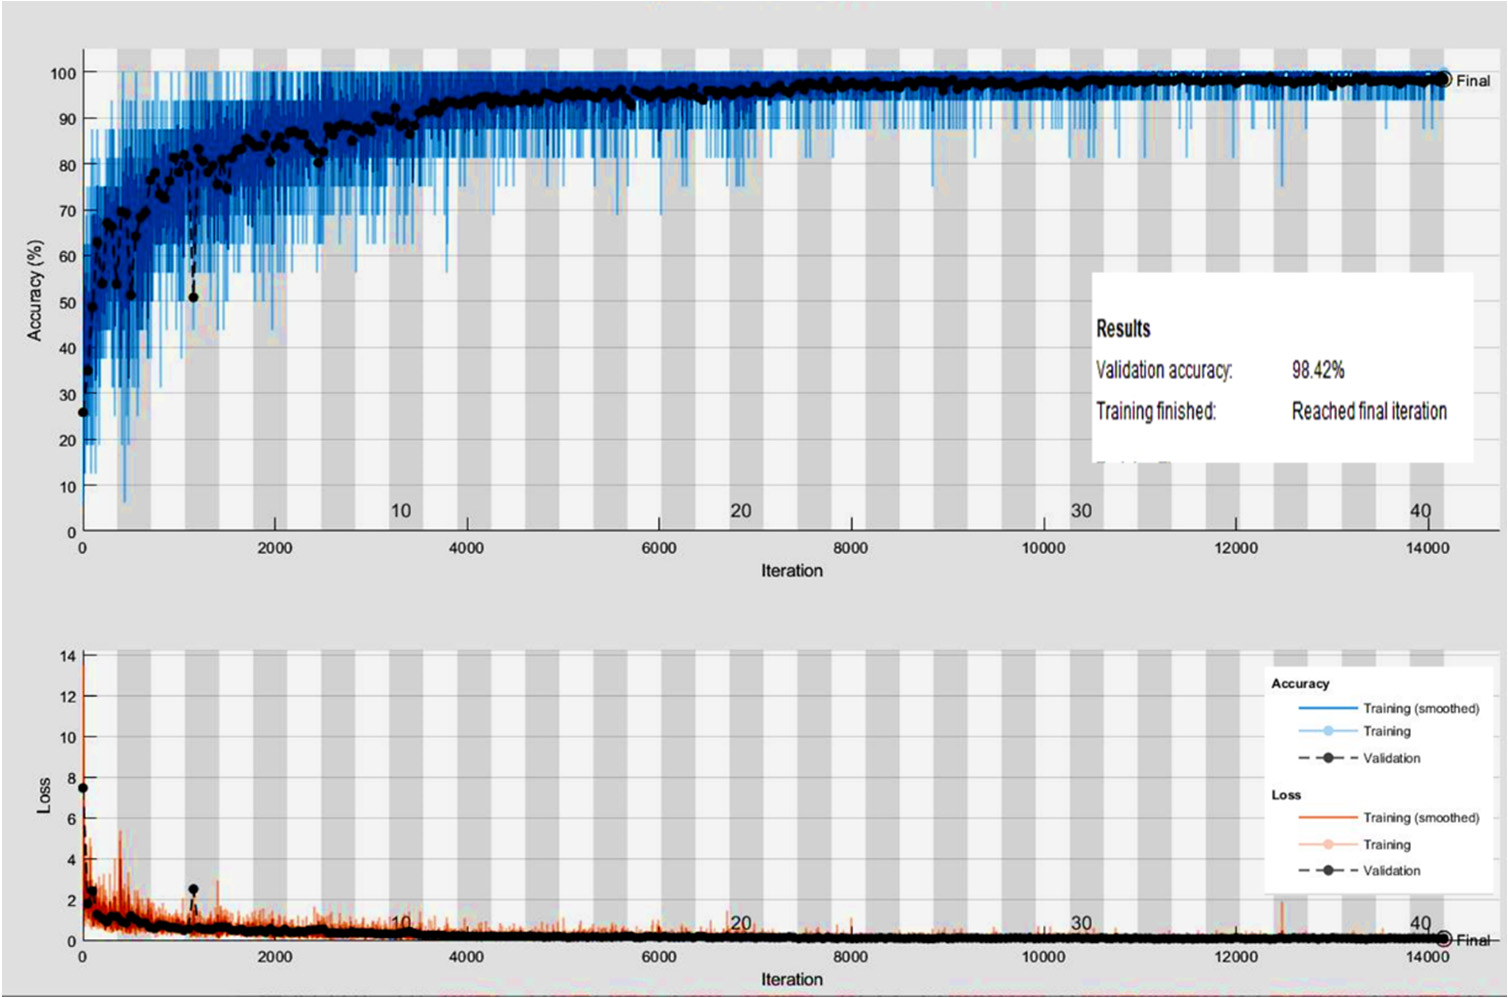 100
90
80
70
60
50
40
30
20
10
0
Accuracy (%)
Final
Results
Validation accuracy: 98.42%
Training finished: Reached final iteration
10 20 30 40
0 2000 4000 6000 8000 10000 12000 14000
Iteration
14
12
10
8
6
4
2
0
Loss
Accuracy
Training (smoothed)
Training
Validation
Loss
Training (smoothed)
Training
Validation
10 20 30 40
Final
0 2000 4000 6000 8000 10000 12000 14000
Iteration